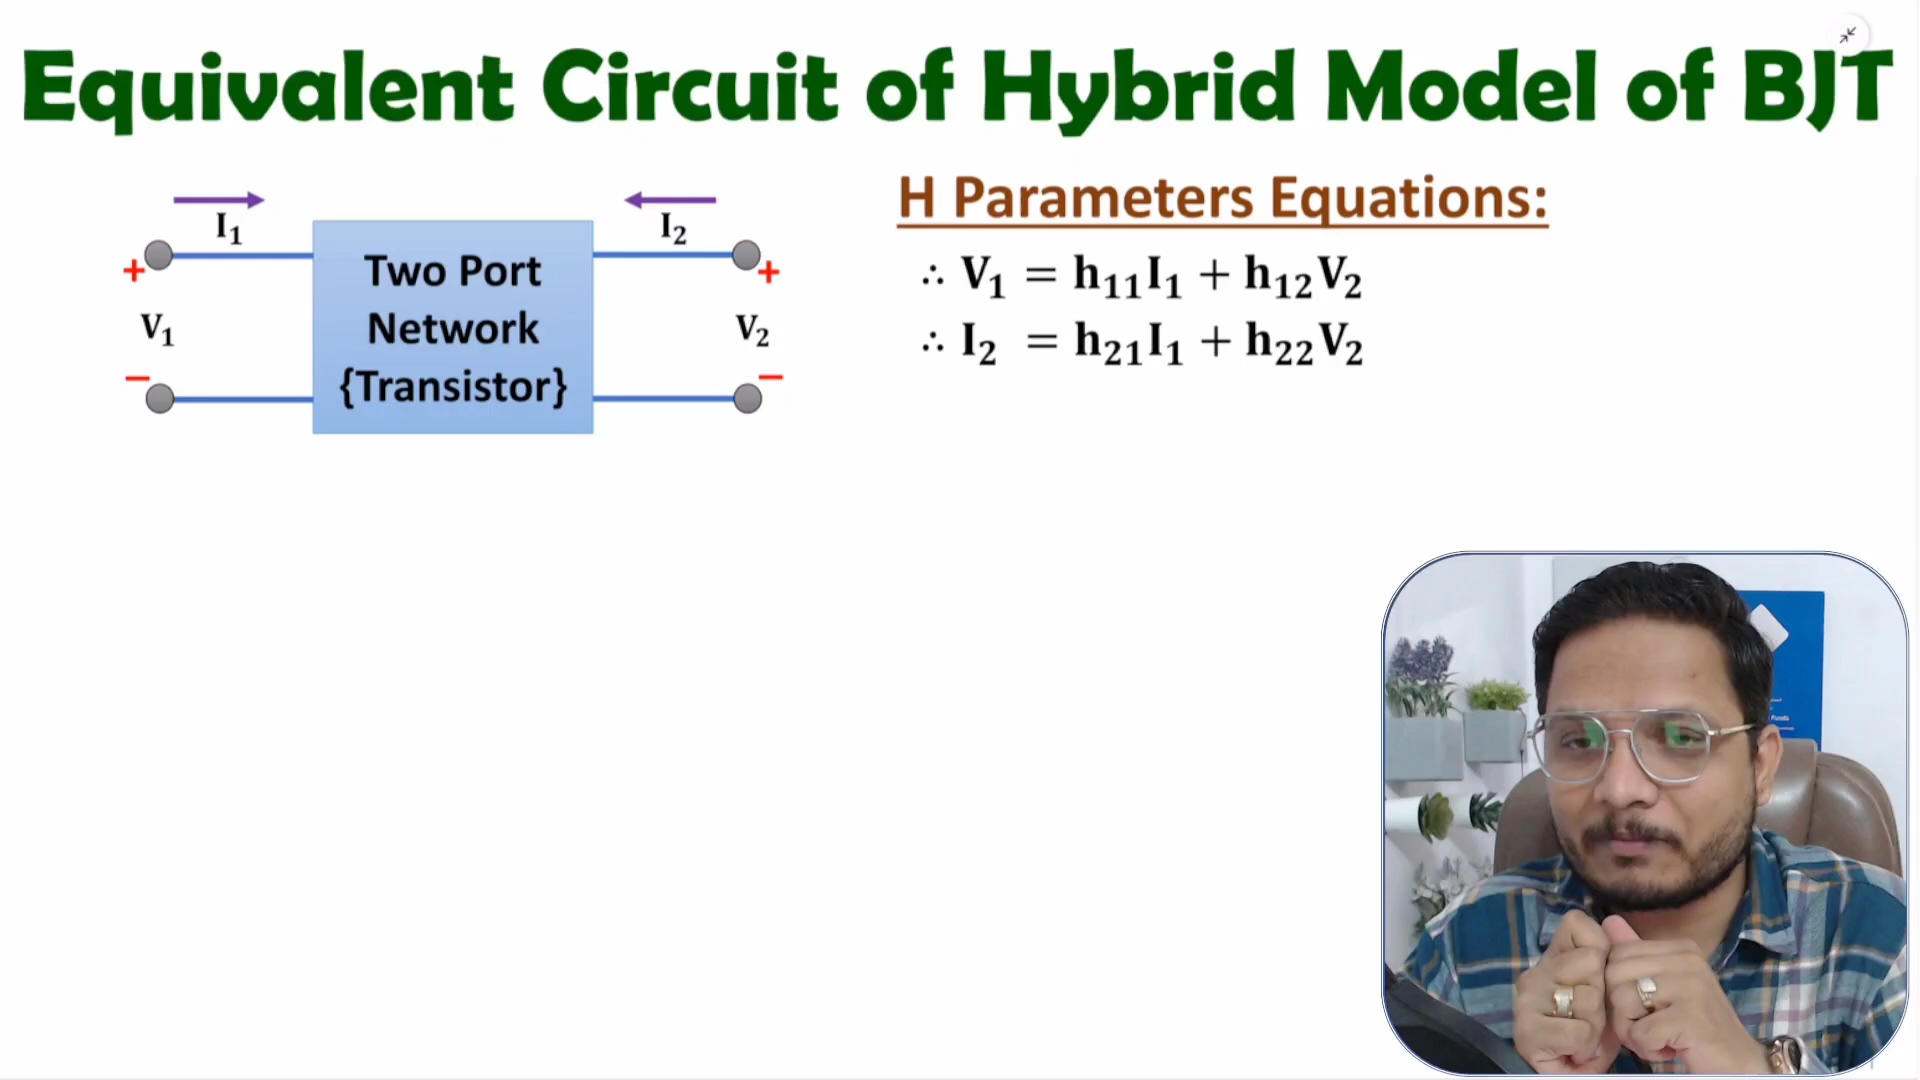 Equivalent Circuit of Hybrid Model of BJT
I₁
I₂
+
+
V₁
V₂
−
−
Two Port
Network
{Transistor}
H Parameters Equations:
∴ V₁ = h₁₁I₁ + h₁₂V₂
∴ I₂ = h₂₁I₁ + h₂₂V₂